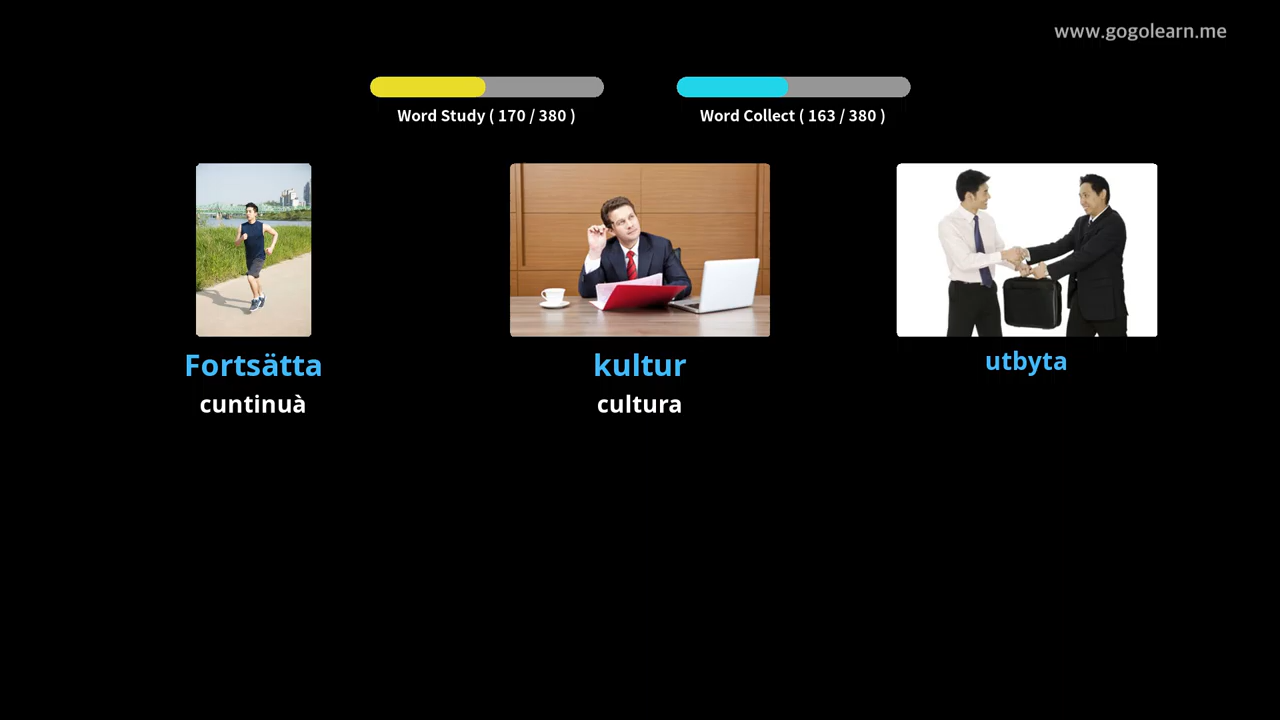 www.gogolearn.me
Word Study ( 170 / 380 )
Word Collect ( 163 / 380 )
Fortsätta
cuntinuà
kultur
cultura
utbyta